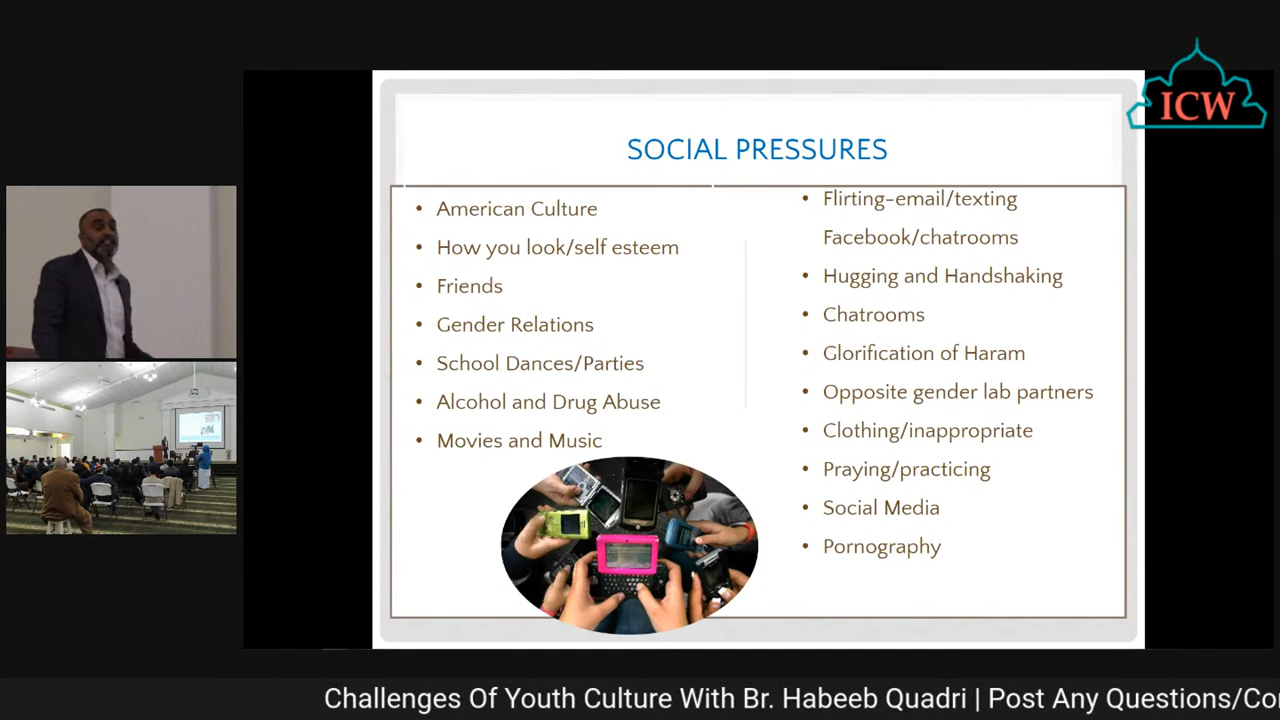 ICW
SOCIAL PRESSURES
• American Culture
• How you look/self esteem
• Friends
• Gender Relations
• School Dances/Parties
• Alcohol and Drug Abuse
• Movies and Music
• Flirting-email/texting
Facebook/chatrooms
• Hugging and Handshaking
• Chatrooms
• Glorification of Haram
• Opposite gender lab partners
• Clothing/inappropriate
• Praying/practicing
• Social Media
• Pornography
Challenges Of Youth Culture With Br. Habeeb Quadri | Post Any Questions/Co